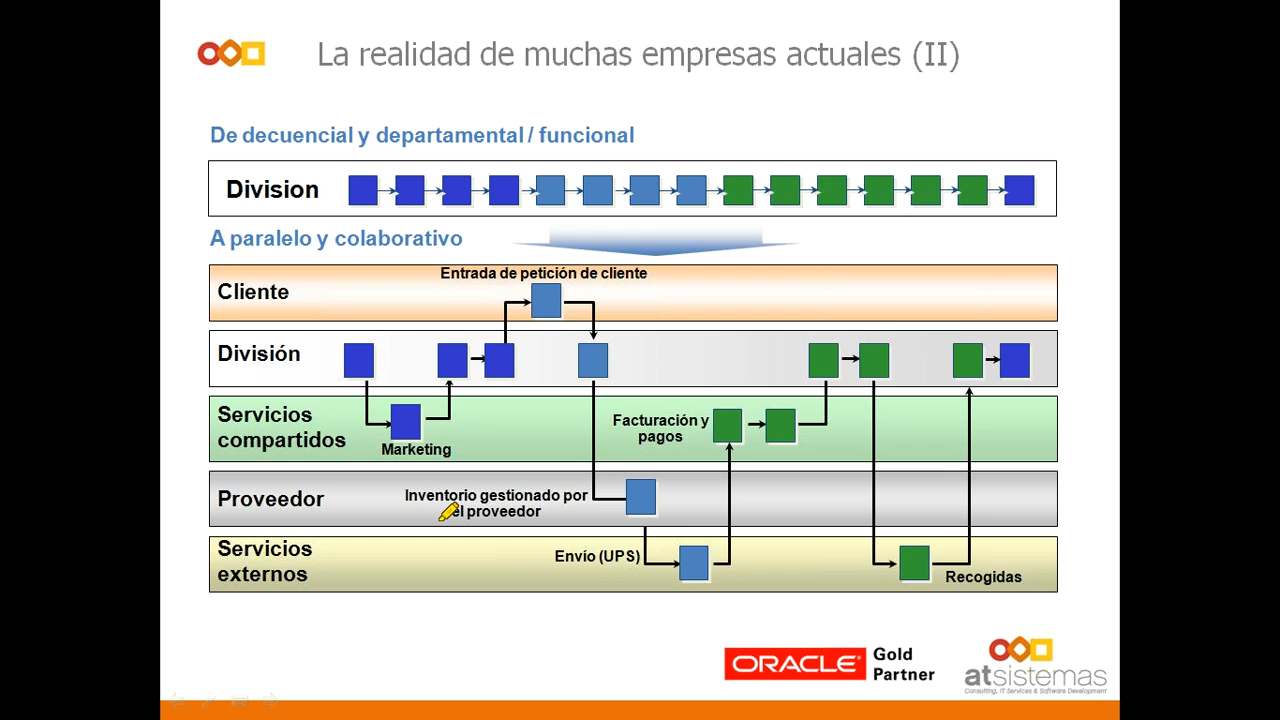 La realidad de muchas empresas actuales (II)
De decuencial y departamental / funcional
Division
A paralelo y colaborativo
Entrada de petición de cliente
Cliente
División
Servicios
compartidos
Marketing
Facturación y
pagos
Proveedor
Inventorio gestionado por
el proveedor
Servicios
externos
Envío (UPS)
Recogidas
ORACLE
Gold
Partner
atsistemas
Consulting, IT Services & Software Development